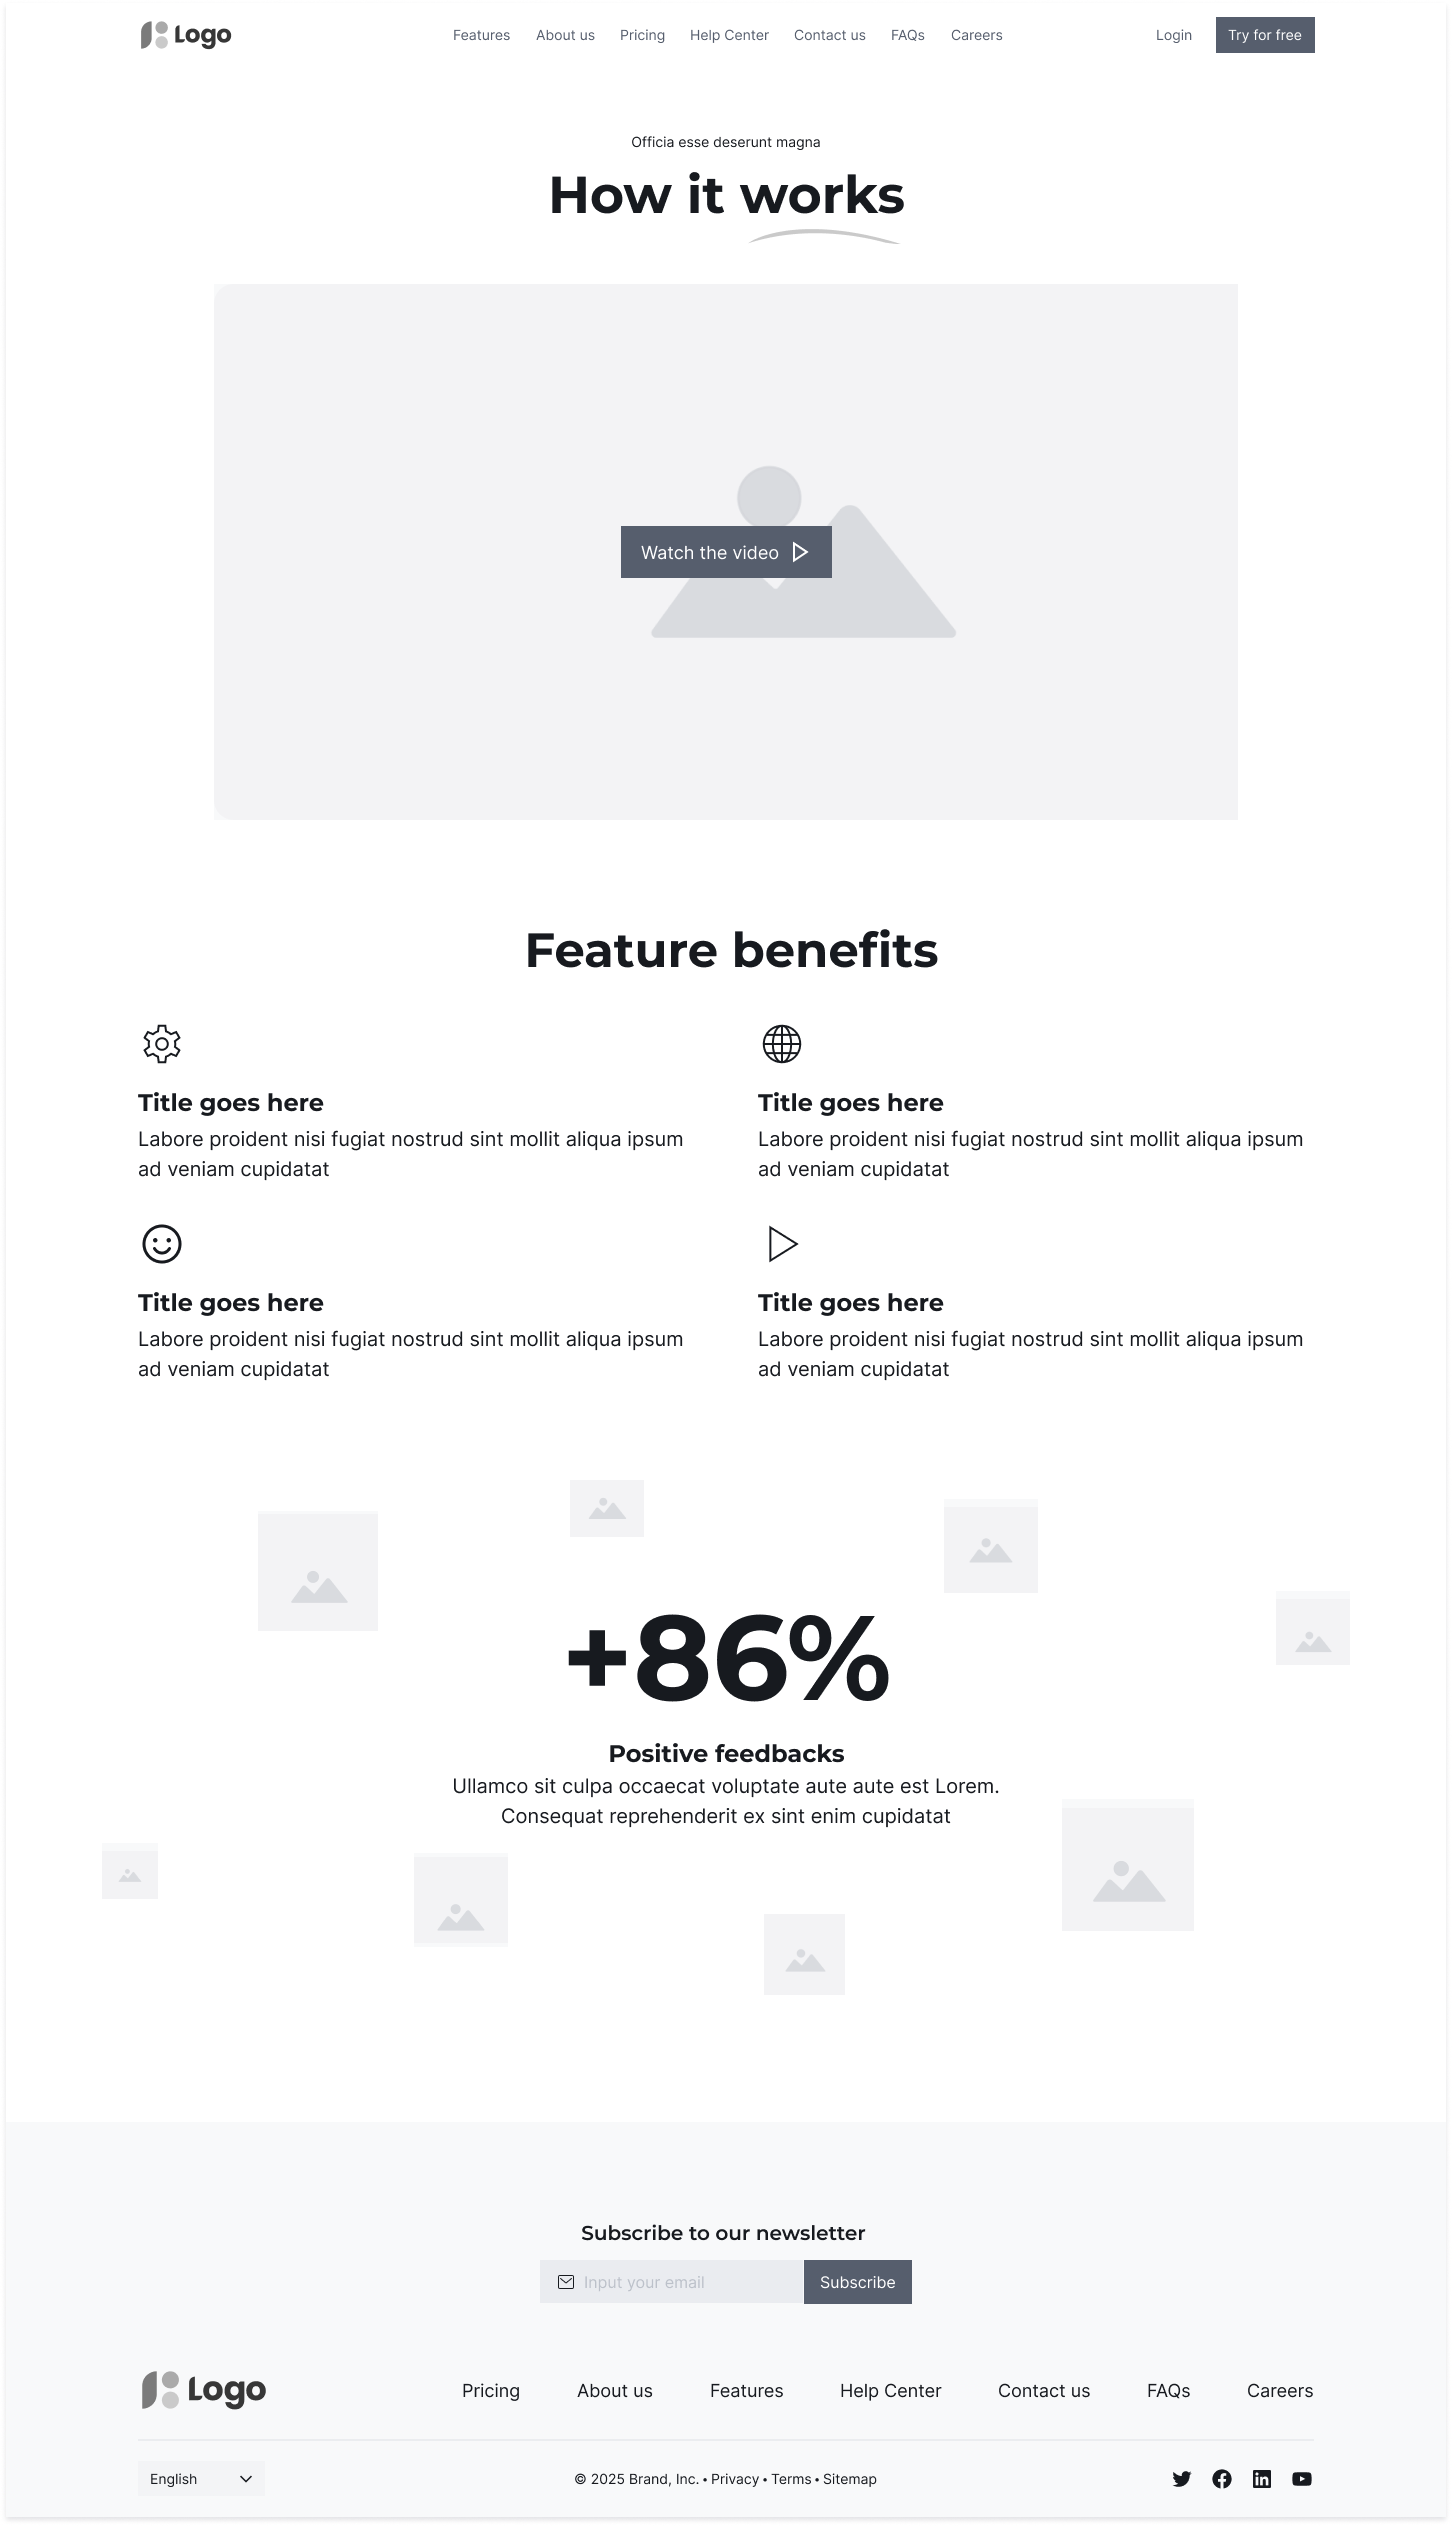 Logo
Features
About us
Pricing
Help Center
Contact us
FAQs
Careers
Login
Try for free
Officia esse deserunt magna
How it works
Watch the video
Feature benefits
Title goes here
Labore proident nisi fugiat nostrud sint mollit aliqua ipsum
ad veniam cupidatat
Title goes here
Labore proident nisi fugiat nostrud sint mollit aliqua ipsum
ad veniam cupidatat
Title goes here
Labore proident nisi fugiat nostrud sint mollit aliqua ipsum
ad veniam cupidatat
Title goes here
Labore proident nisi fugiat nostrud sint mollit aliqua ipsum
ad veniam cupidatat
+86%
Positive feedbacks
Ullamco sit culpa occaecat voluptate aute aute est Lorem.
Consequat reprehenderit ex sint enim cupidatat
Subscribe to our newsletter
Input your email
Subscribe
Logo
Pricing
About us
Features
Help Center
Contact us
FAQs
Careers
English
© 2025 Brand, Inc. • Privacy • Terms • Sitemap